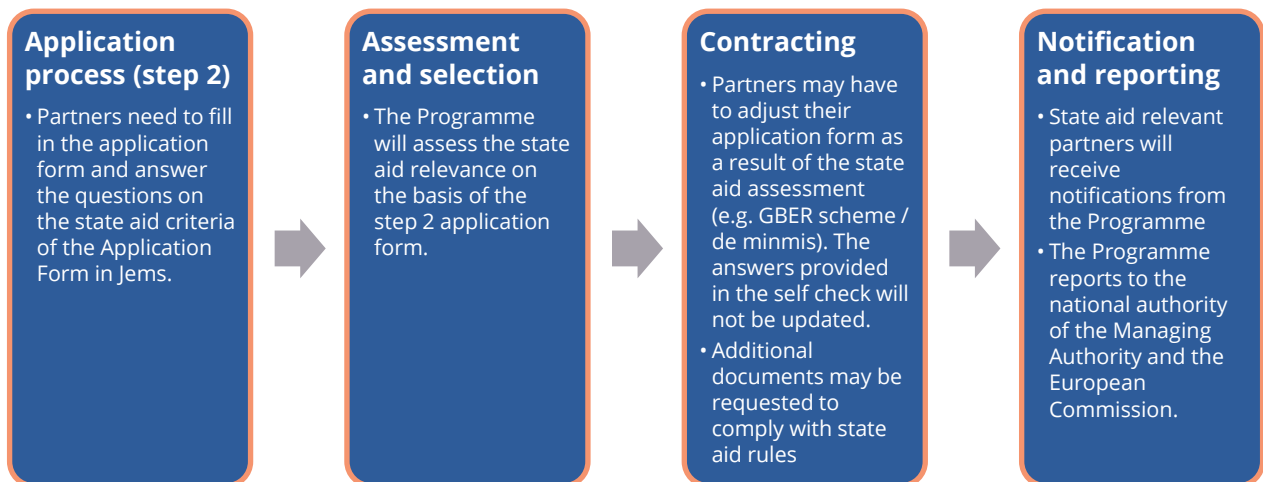 Application
process (step 2)
• Partners need to fill
in the application
form and answer
the questions on
the state aid criteria
of the Application
Form in Jems.
Assessment
and selection
• The Programme
will assess the state
aid relevance on
the basis of the
step 2 application
form.
Contracting
• Partners may have
to adjust their
application form as
a result of the state
aid assessment
(e.g. GBER scheme /
de minmis). The
answers provided
in the self check will
not be updated.
• Additional
documents may be
requested to
comply with state
aid rules
Notification
and reporting
• State aid relevant
partners will
receive
notifications from
the Programme
• The Programme
reports to the
national authority
of the Managing
Authority and the
European
Commission.